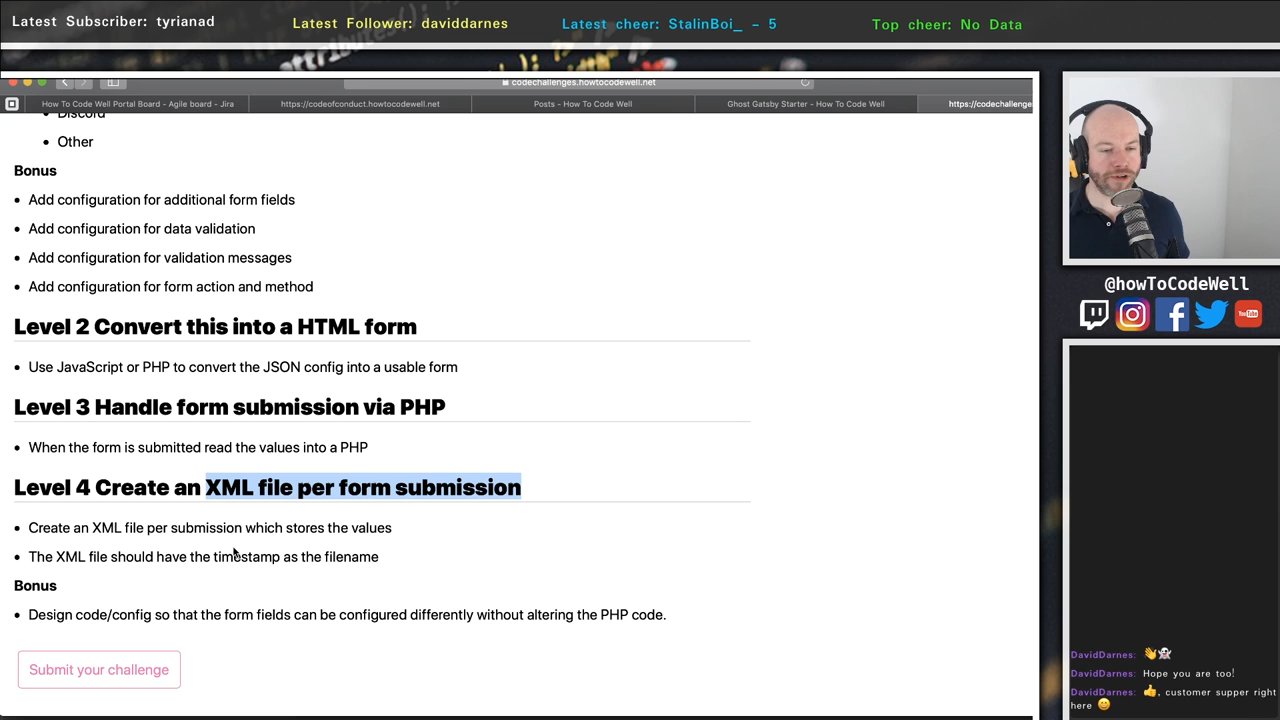 Latest Subscriber: tyrianad
Latest Follower: daviddarnes
Latest cheer: StalinBoi_ - 5
Top cheer: No Data
attributes();
codechallenges.howtocodewell.net
How To Code Well Portal Board - Agile board - Jira
https://codeofconduct.howtocodewell.net
Posts - How To Code Well
Ghost Gatsby Starter - How To Code Well
https://codechallenge
• Discord
• Other
Bonus
• Add configuration for additional form fields
• Add configuration for data validation
• Add configuration for validation messages
• Add configuration for form action and method
Level 2 Convert this into a HTML form
• Use JavaScript or PHP to convert the JSON config into a usable form
Level 3 Handle form submission via PHP
• When the form is submitted read the values into a PHP
Level 4 Create an XML file per form submission
• Create an XML file per submission which stores the values
• The XML file should have the timestamp as the filename
Bonus
• Design code/config so that the form fields can be configured differently without altering the PHP code.
Submit your challenge
@howToCodeWell
YouTube
DavidDarnes: 👋👻
DavidDarnes: Hope you are too!
DavidDarnes: 👍, customer supper right
here 😄